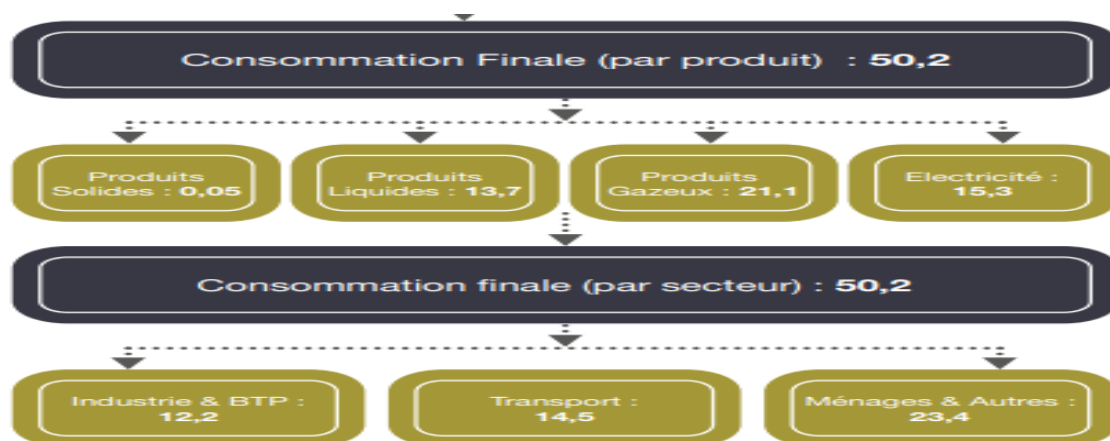 Consommation Finale (par produit) : 50,2
Produits
Solides : 0,05
Produits
Liquides : 13,7
Produits
Gazeux : 21,1
Electricité :
15,3
Consommation finale (par secteur) : 50,2
Industrie & BTP :
12,2
Transport :
14,5
Ménages & Autres :
23,4